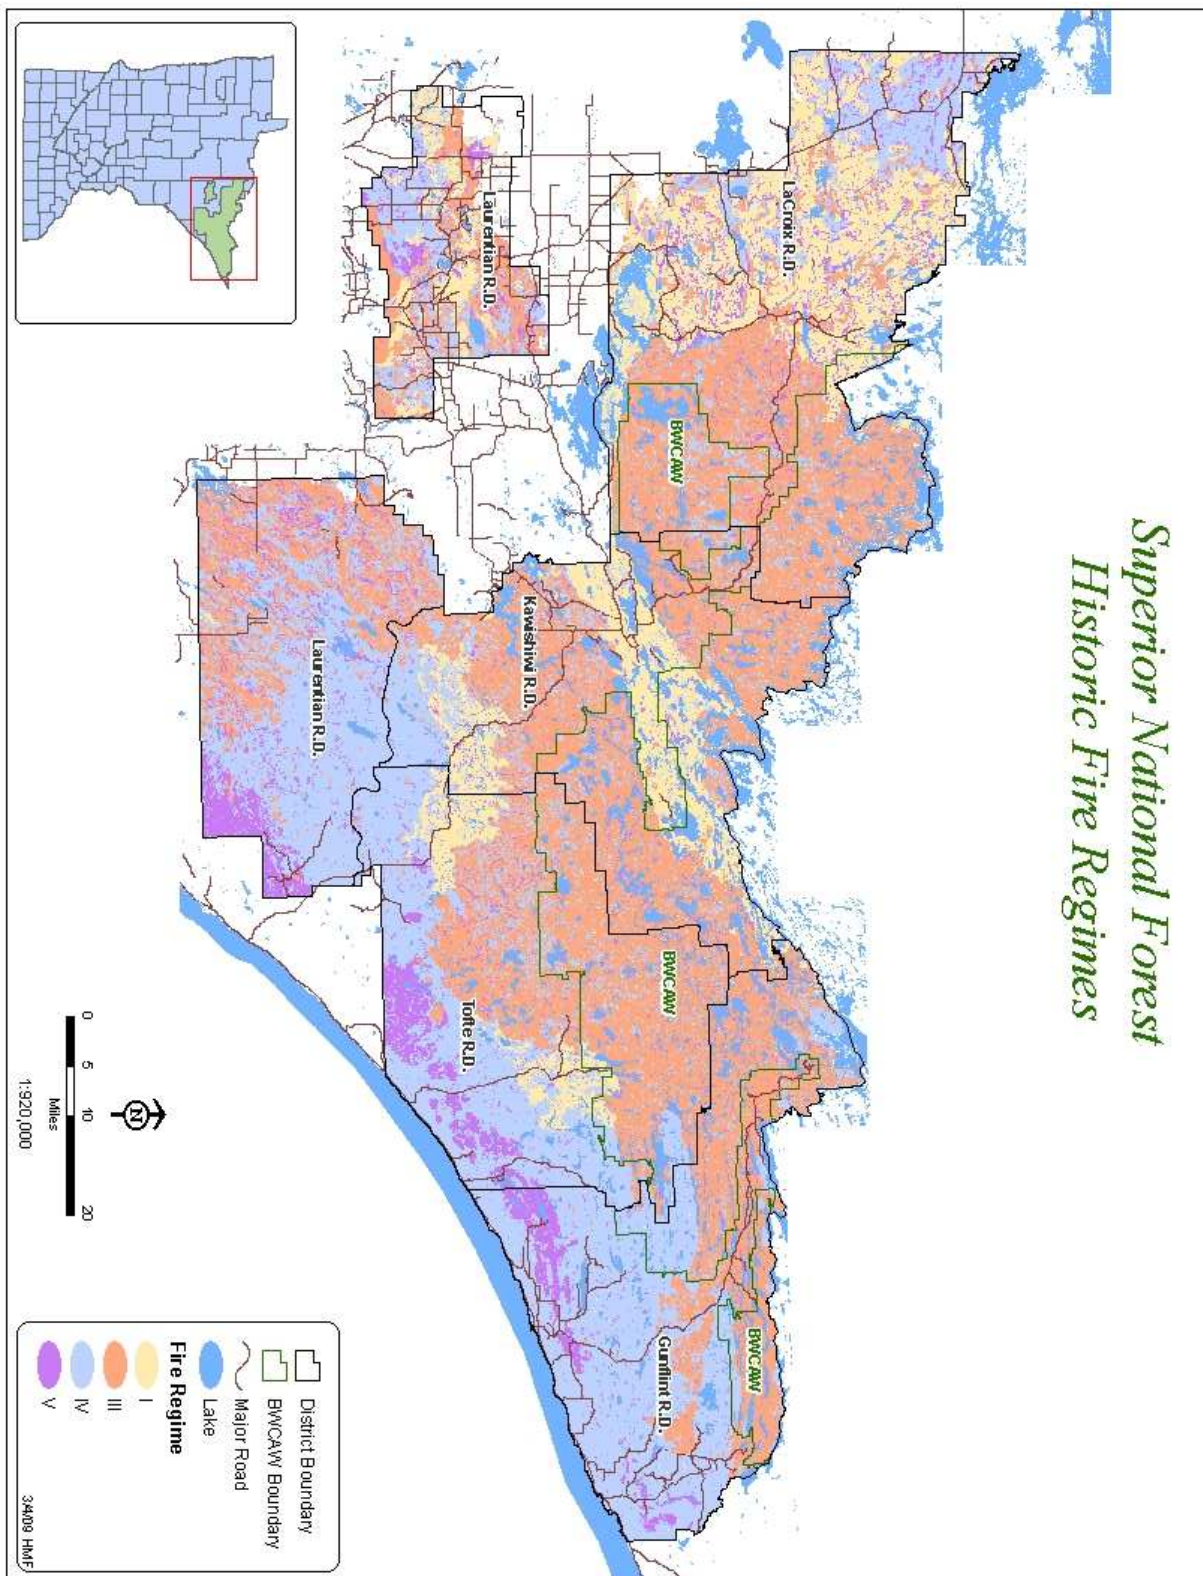 Superior National Forest
Historic Fire Regimes
LaCroix R.D.
Laurentian R.D.
BWCAW
Kawishiwi R.D.
Laurentian R.D.
BWCAW
Tofte R.D.
BWCAW
Gunflint R.D.
N
0 5 10 20
Miles
1:920,000
District Boundary
BWCAW Boundary
Major Road
Lake
Fire Regime
I
III
IV
V
3/4/09 HMF